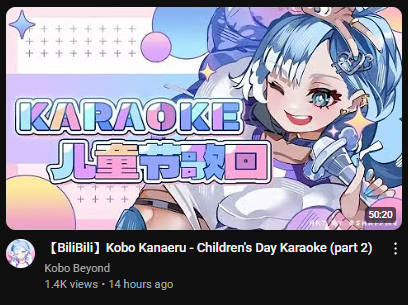 KARAOKE
儿童节歌回
50:20
【BiliBili】Kobo Kanaeru - Children's Day Karaoke (part 2)
Kobo Beyond
1.4K views • 14 hours ago